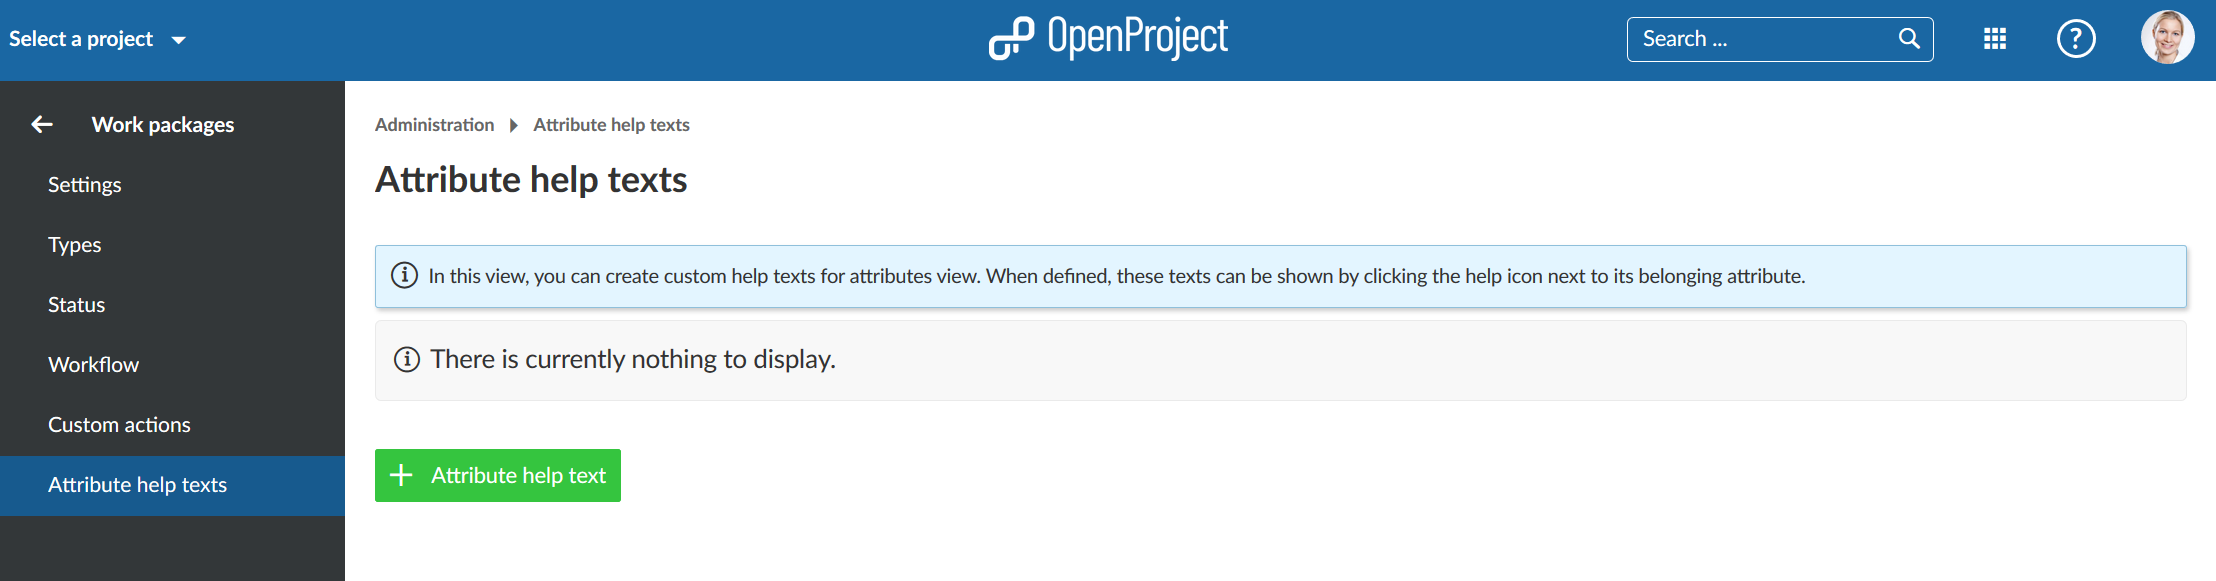 Select a project
OpenProject
Search ...
?
Work packages
Settings
Types
Status
Workflow
Custom actions
Attribute help texts
Administration Attribute help texts
Attribute help texts
In this view, you can create custom help texts for attributes view. When defined, these texts can be shown by clicking the help icon next to its belonging attribute.
There is currently nothing to display.
+ Attribute help text